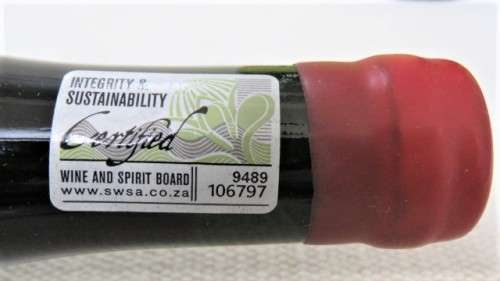 INTEGRITY &
SUSTAINABILITY
Certified
WINE AND SPIRIT BOARD
www.swsa.co.za
9489
106797